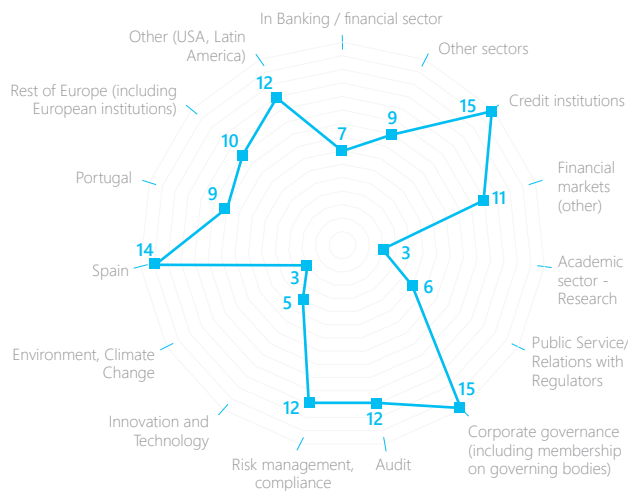 In Banking / financial sector
7
Other sectors
9
Credit institutions
15
Financial
markets
(other)
11
Academic
sector -
Research
3
Public Service/
Relations with
Regulators
6
Corporate governance
(including membership
on governing bodies)
15
Audit
12
Risk management,
compliance
12
Innovation and
Technology
5
Environment, Climate
Change
3
Spain
14
Portugal
9
Rest of Europe (including
European institutions)
10
Other (USA, Latin
America)
12